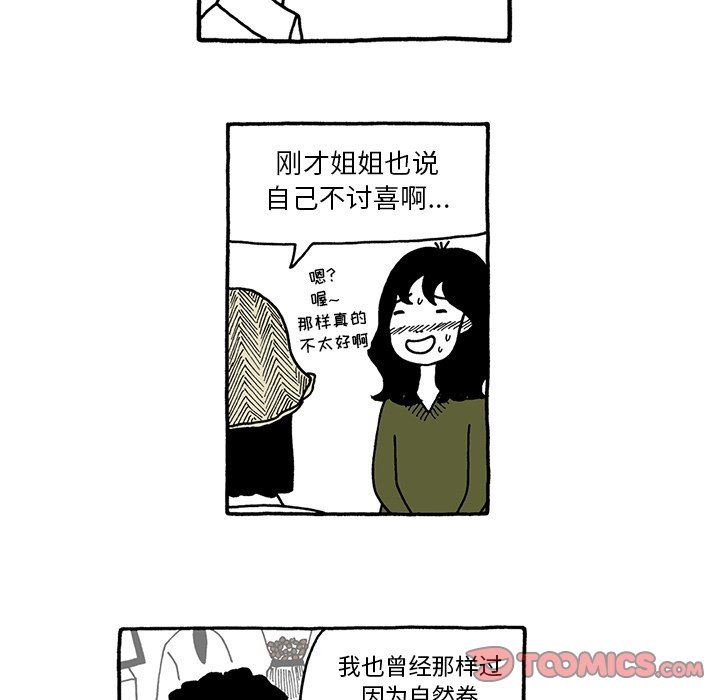 刚才姐姐也说
自己不讨喜啊...
嗯?
喔~
那样真的
不太好啊
我也曾经那样过
因为自然卷
TOOMICS.COM